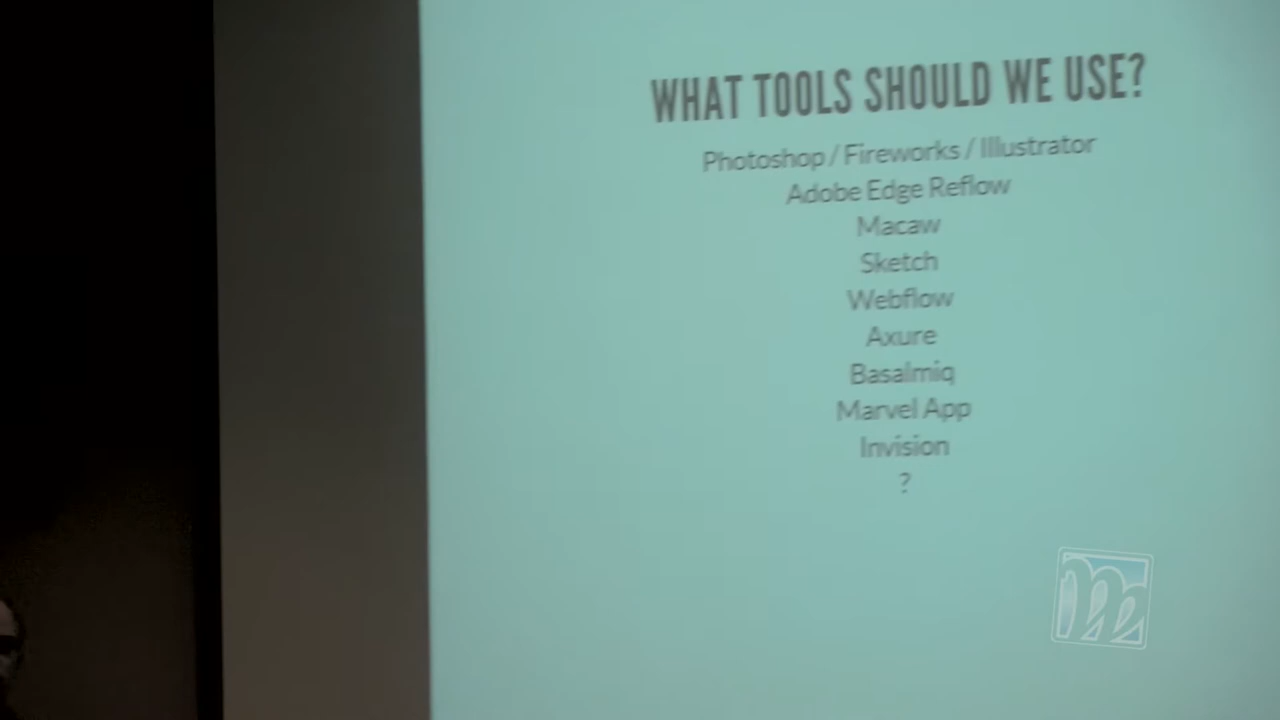 WHAT TOOLS SHOULD WE USE?
Photoshop / Fireworks / Illustrator
Adobe Edge Reflow
Macaw
Sketch
Webflow
Axure
Basalmiq
Marvel App
Invision
?